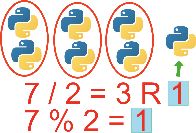 7 / 2 = 3 R 1
7 % 2 = 1